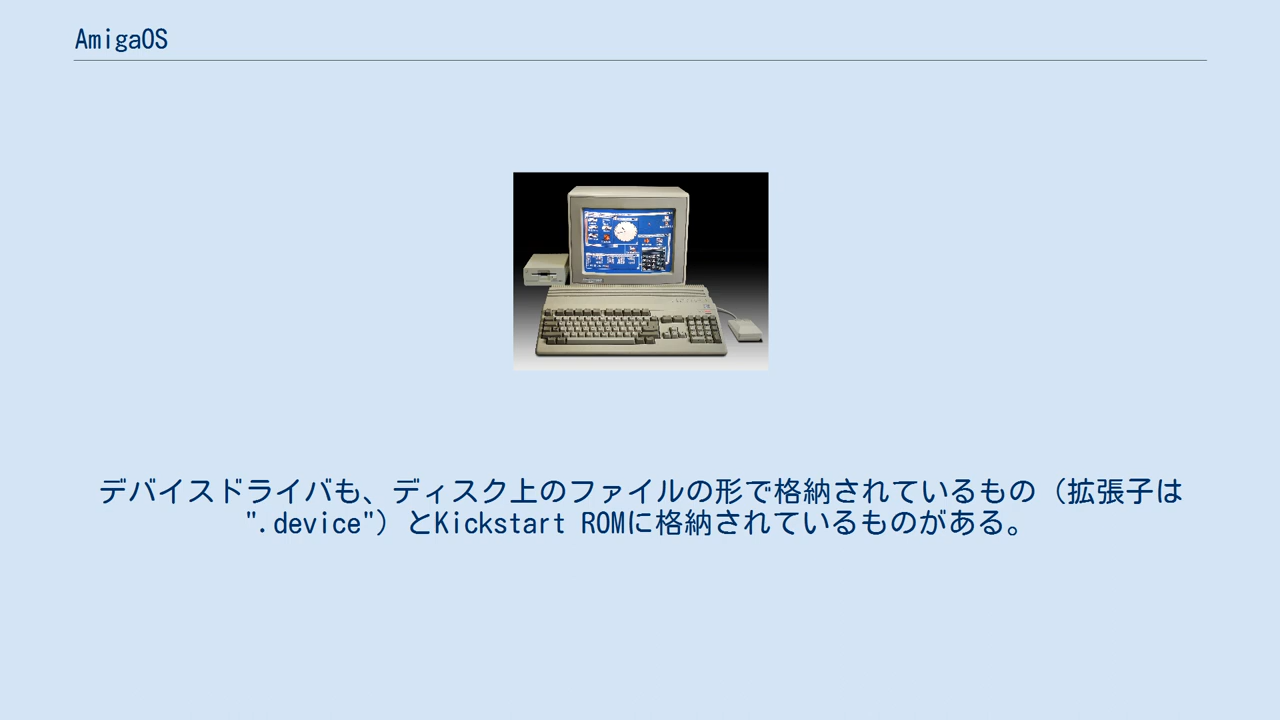 AmigaOS
デバイスドライバも、ディスク上のファイルの形で格納されているもの（拡張子は
".device"）とKickstart ROMに格納されているものがある。